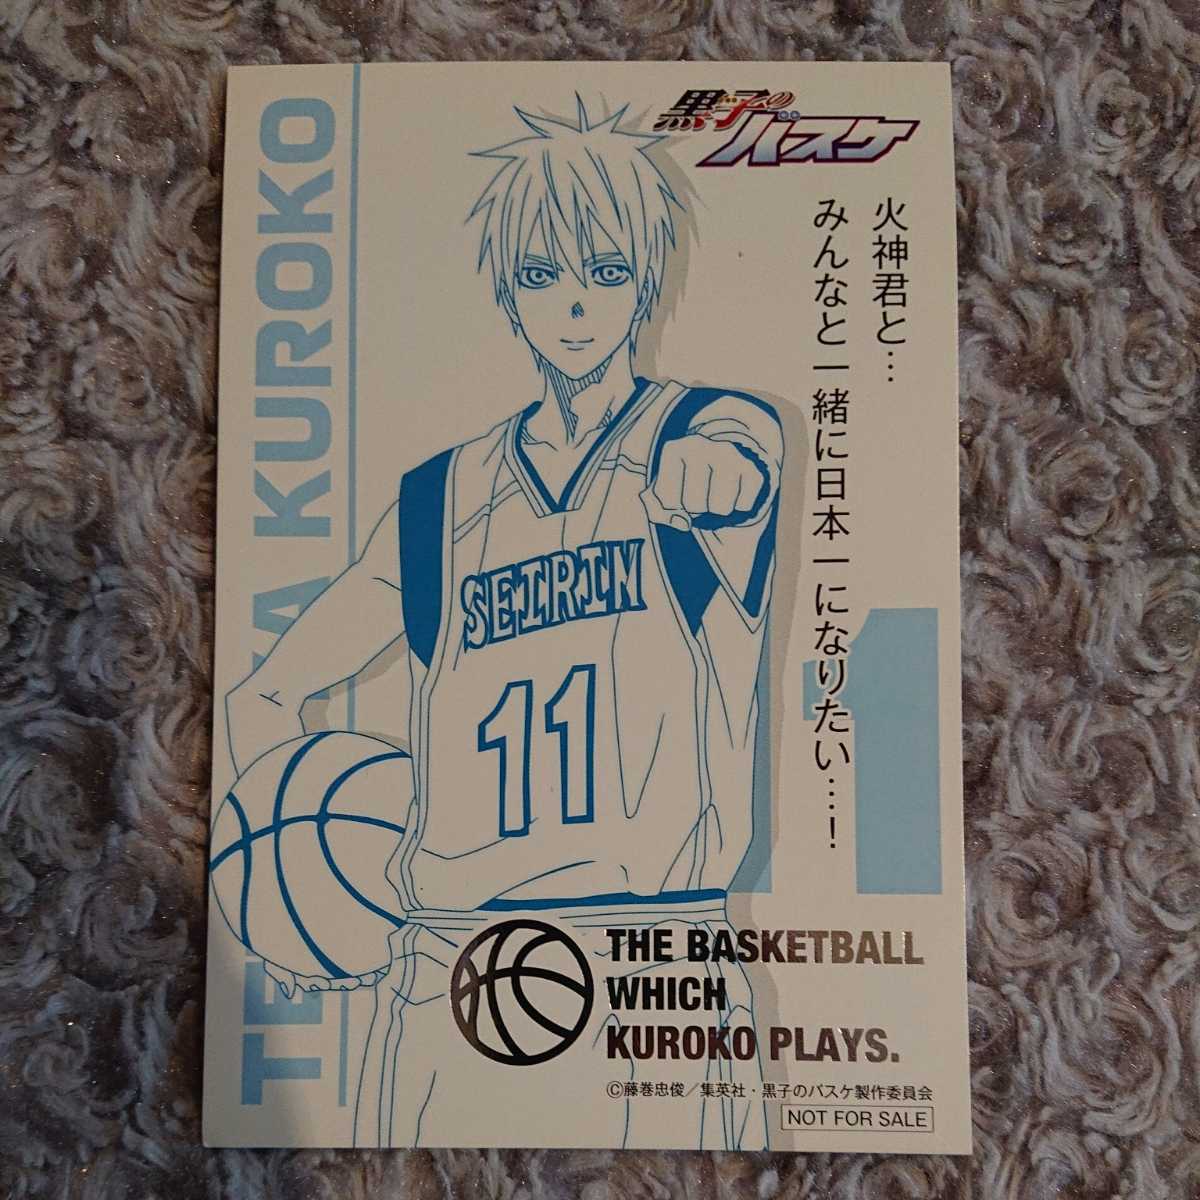 黒子の
バスケ
火神君と…
みんなと一緒に日本一になりたい…！
KUROKO
SEIRIN
11
THE BASKETBALL
WHICH
KUROKO PLAYS.
©藤巻忠俊／集英社・黒子のバスケ製作委員会
NOT FOR SALE